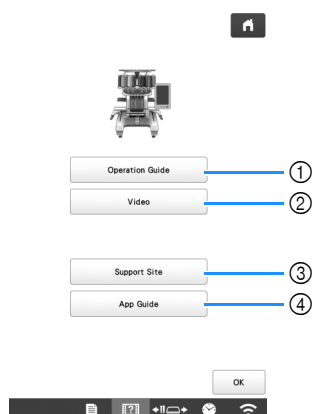 Operation Guide ①
Video ②
Support Site ③
App Guide ④
OK
?